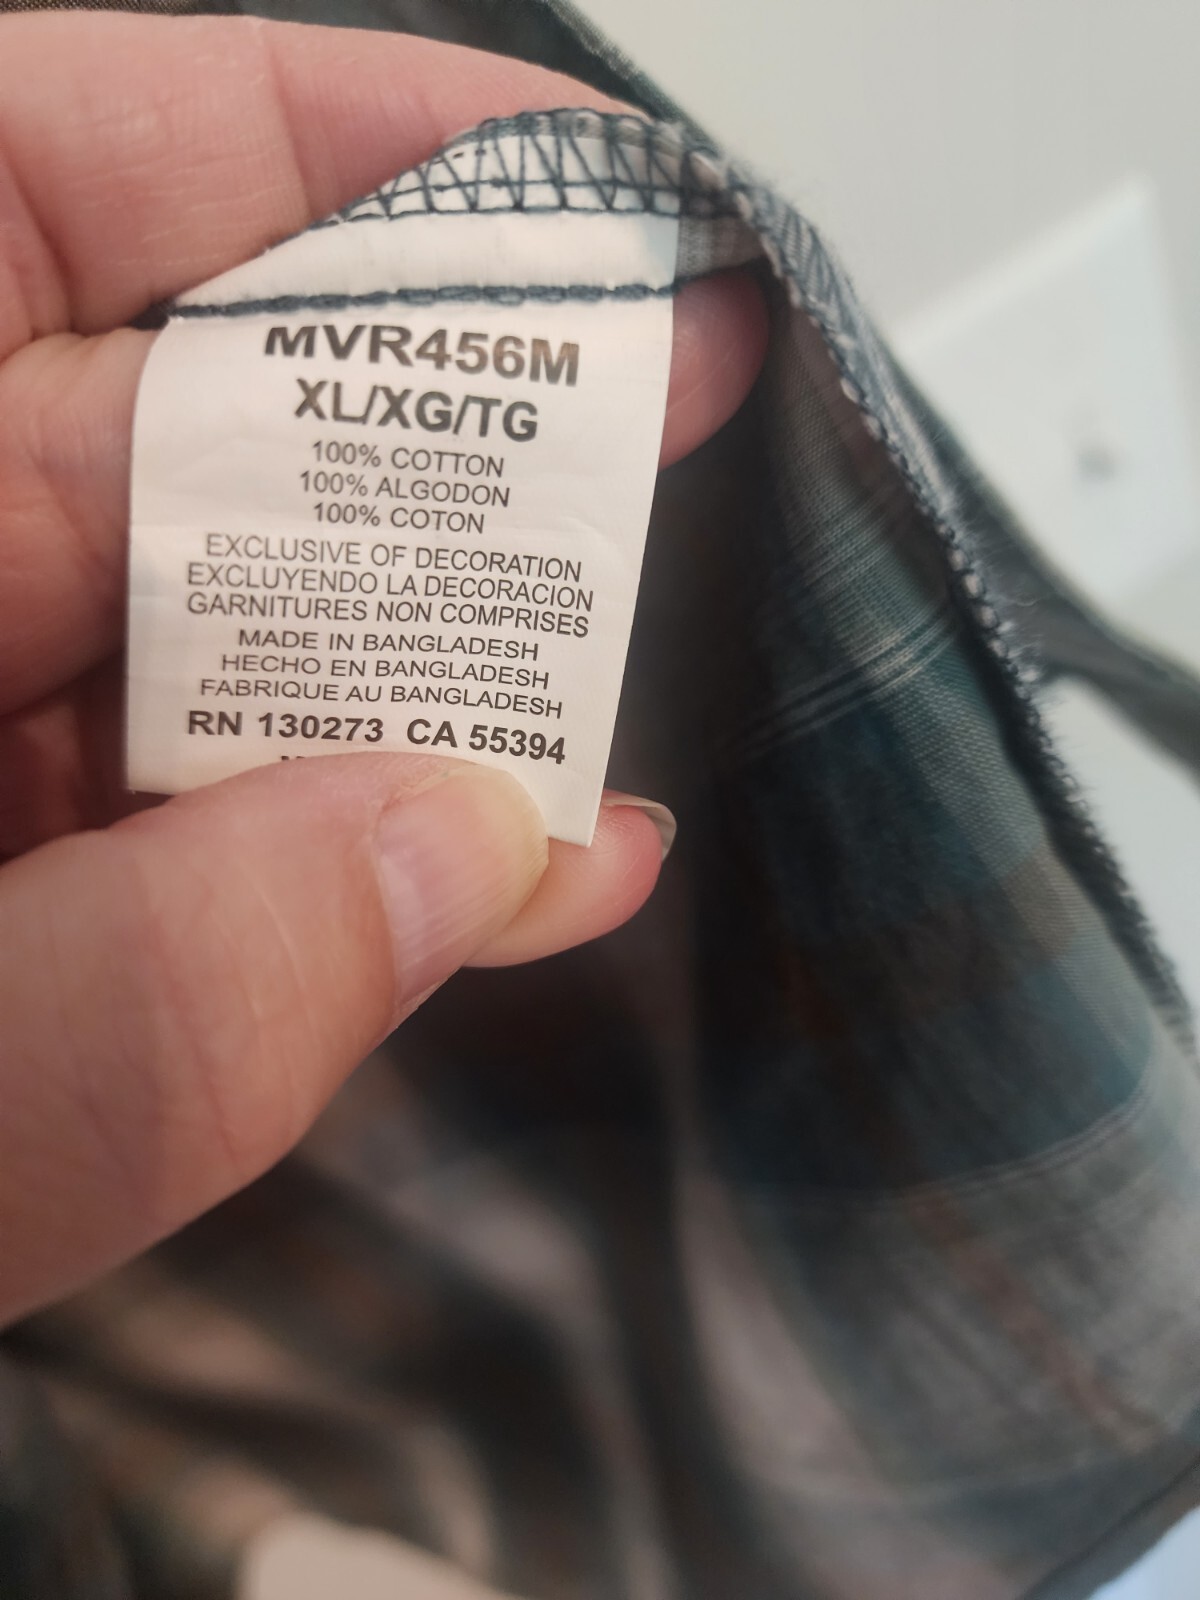 MVR456M
XL/XG/TG
100% COTTON
100% ALGODON
100% COTON
EXCLUSIVE OF DECORATION
EXCLUYENDO LA DECORACION
GARNITURES NON COMPRISES
MADE IN BANGLADESH
HECHO EN BANGLADESH
FABRIQUE AU BANGLADESH
RN 130273 CA 55394